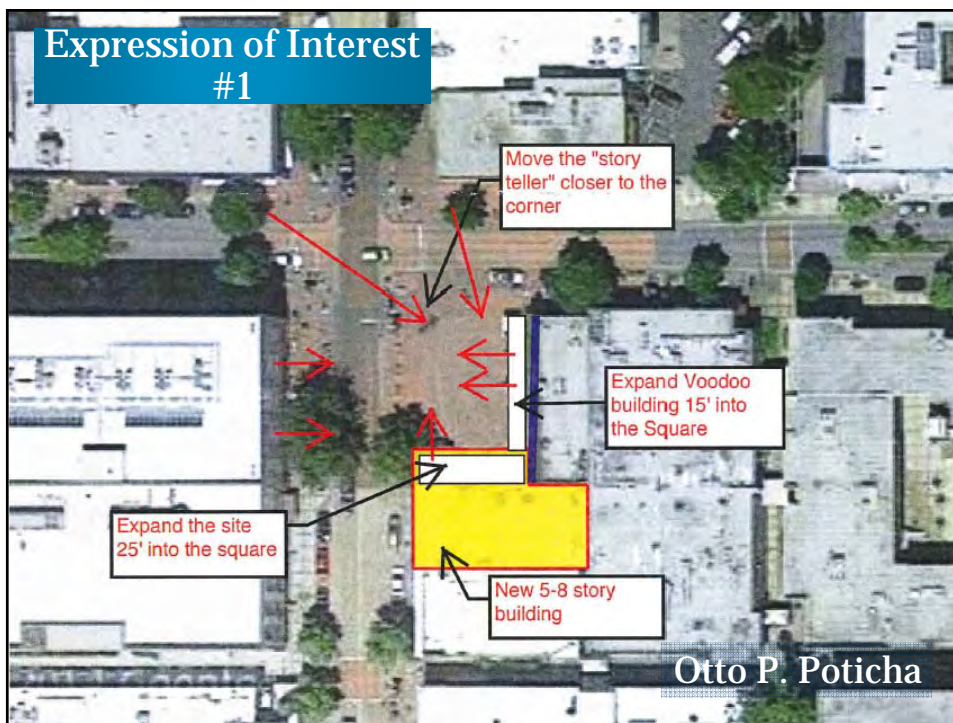 Expression of Interest
#1
Move the "story
teller" closer to the
corner
Expand Voodoo
building 15' into
the Square
Expand the site
25' into the square
New 5-8 story
building
Otto P. Poticha